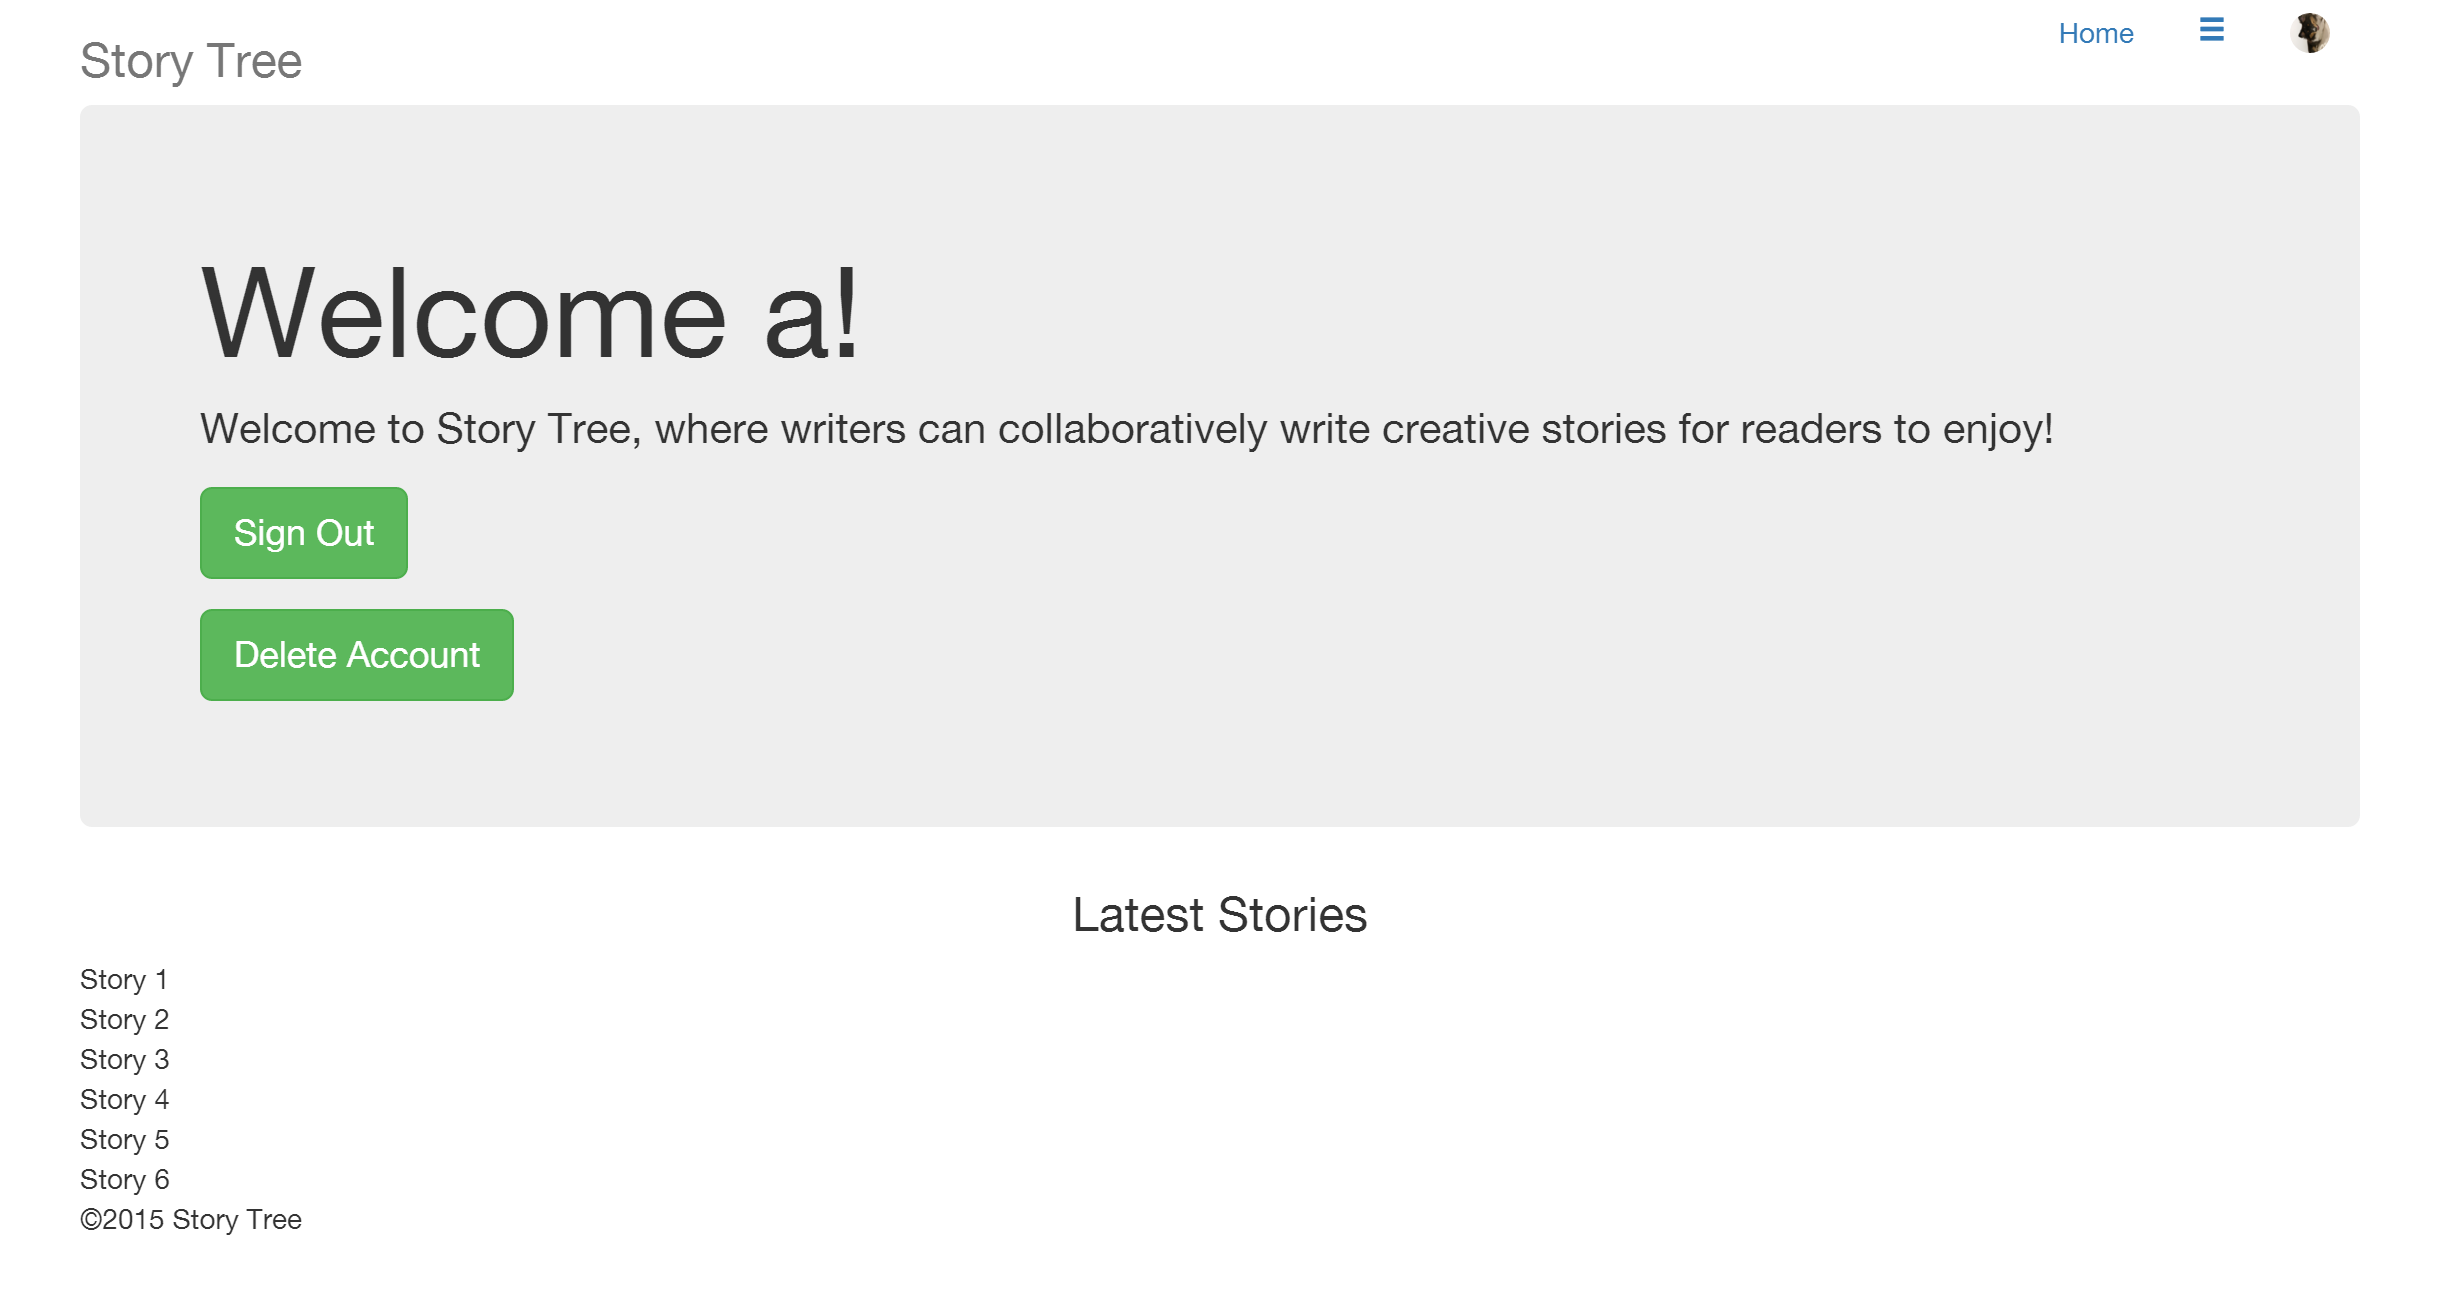 Story Tree
Home
Welcome a!
Welcome to Story Tree, where writers can collaboratively write creative stories for readers to enjoy!
Sign Out
Delete Account
Latest Stories
Story 1
Story 2
Story 3
Story 4
Story 5
Story 6
©2015 Story Tree